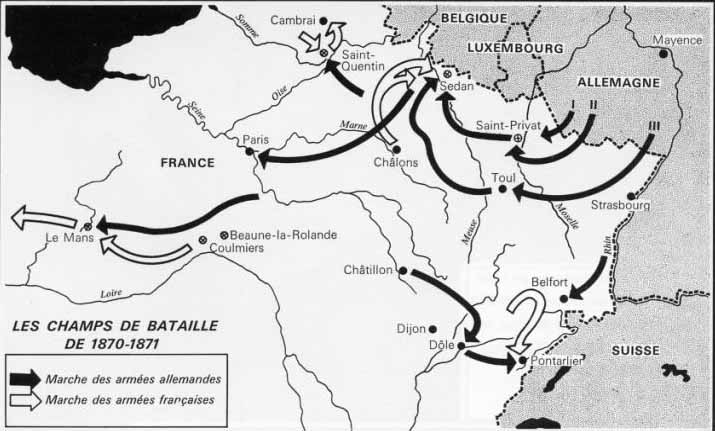 BELGIQUE
Cambrai
Somme
LUXEMBOURG
Mayence
Saint-
Quentin
ALLEMAGNE
Sedan
Oise
Seine
I
II
III
Saint-Privat
Marne
Paris
FRANCE
Châlons
Toul
Strasbourg
Meuse
Moselle
Le Mans
Beaune-la-Rolande
Coulmiers
Rhin
Loire
Châtillon
Belfort
LES CHAMPS DE BATAILLE
DE 1870-1871
Dijon
Dôle
SUISSE
Pontarlier
Marche des armées allemandes
Marche des armées françaises